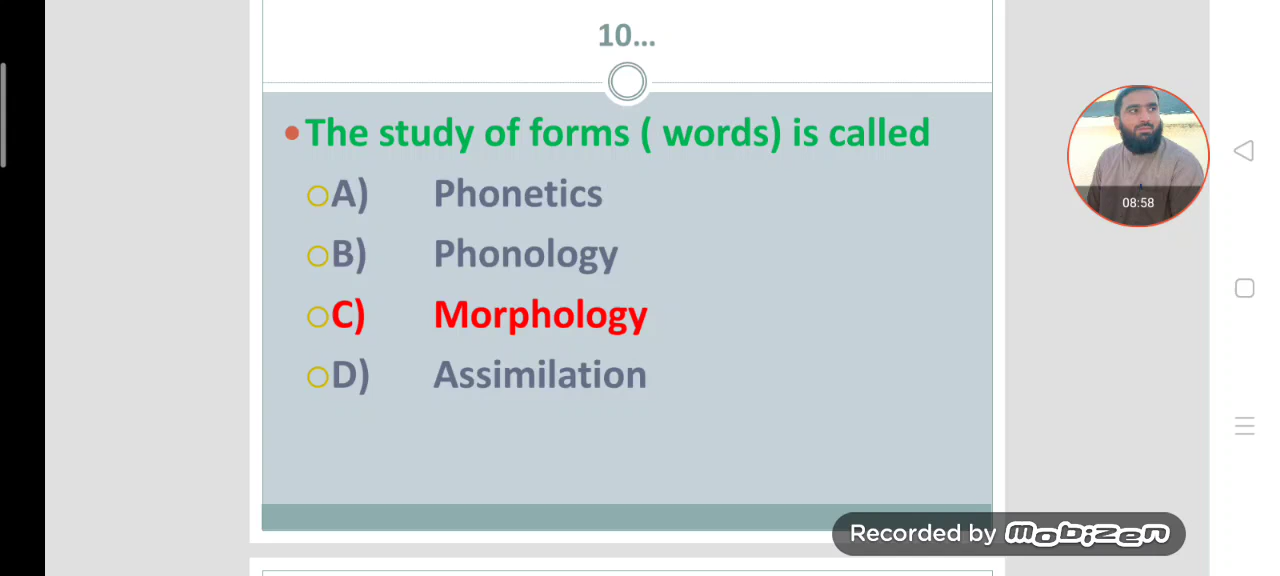 10...
The study of forms ( words) is called
A) Phonetics
B) Phonology
C) Morphology
D) Assimilation
08:58
Recorded by mobizen